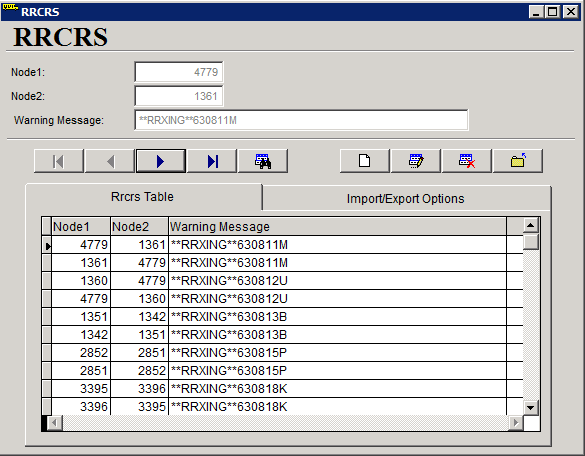 RRCRS
RRCRS
Node1: 4779
Node2: 1361
Warning Message: **RRXING**630811M
Rrcrs Table Import/Export Options
Node1 Node2 Warning Message
4779 1361 **RRXING**630811M
1361 4779 **RRXING**630811M
1360 4779 **RRXING**630812U
4779 1360 **RRXING**630812U
1351 1342 **RRXING**630813B
1342 1351 **RRXING**630813B
2852 2851 **RRXING**630815P
2851 2852 **RRXING**630815P
3395 3396 **RRXING**630818K
3396 3395 **RRXING**630818K